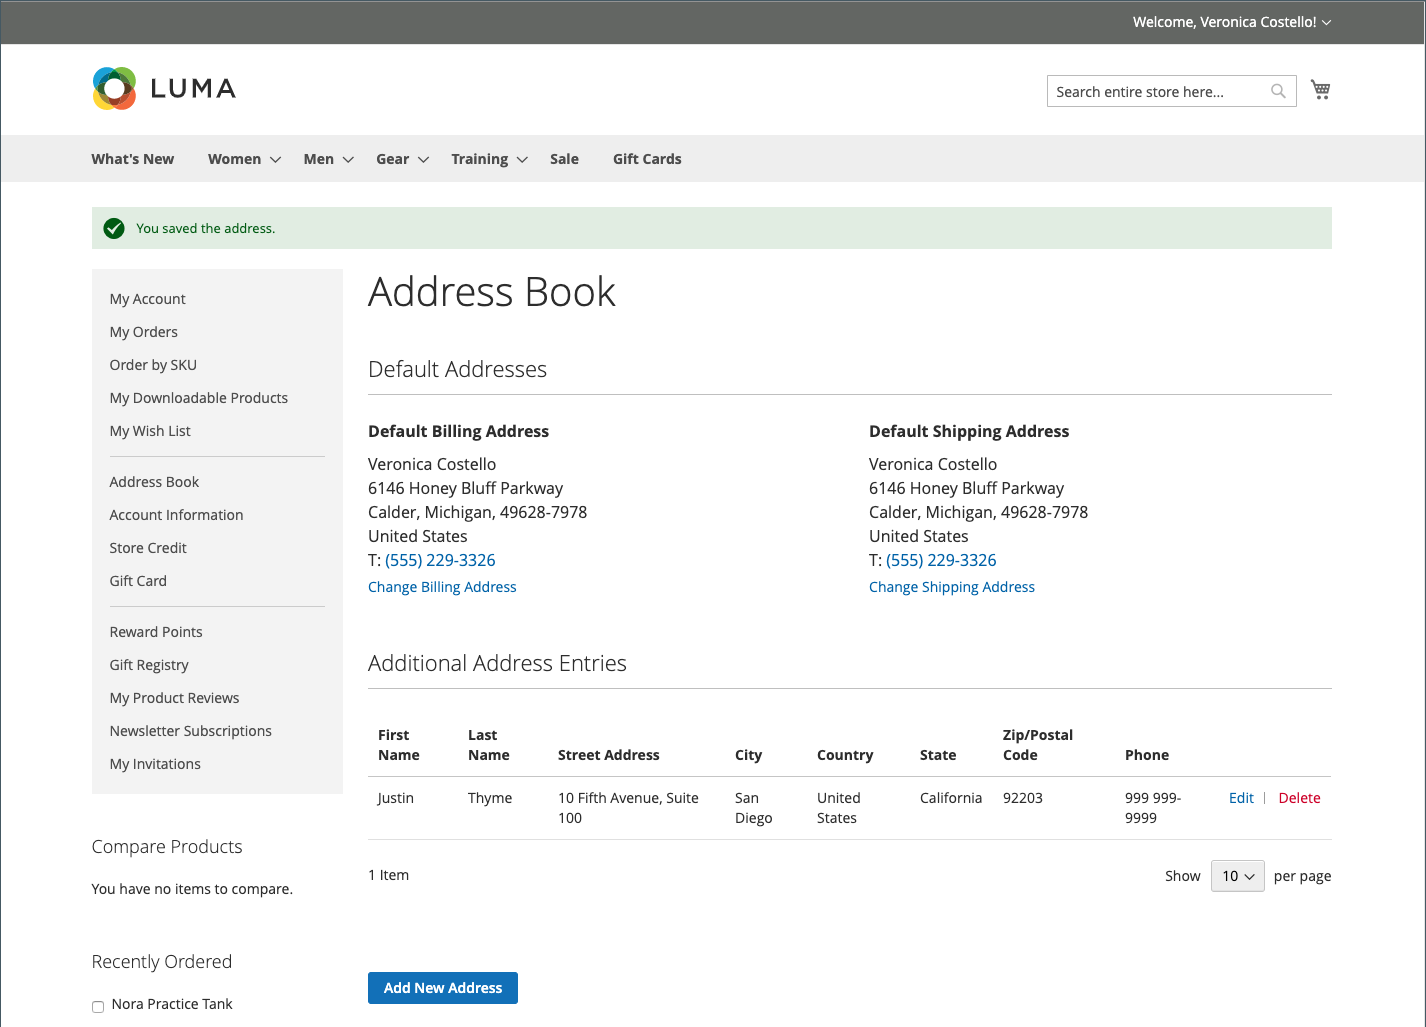 Welcome, Veronica Costello!
LUMA
Search entire store here...
What's New Women Men Gear Training Sale Gift Cards
You saved the address.
My Account
My Orders
Order by SKU
My Downloadable Products
My Wish List
Address Book
Account Information
Store Credit
Gift Card
Reward Points
Gift Registry
My Product Reviews
Newsletter Subscriptions
My Invitations
Compare Products
You have no items to compare.
Recently Ordered
Nora Practice Tank
Address Book
Default Addresses
Default Billing Address
Veronica Costello
6146 Honey Bluff Parkway
Calder, Michigan, 49628-7978
United States
T: (555) 229-3326
Change Billing Address
Default Shipping Address
Veronica Costello
6146 Honey Bluff Parkway
Calder, Michigan, 49628-7978
United States
T: (555) 229-3326
Change Shipping Address
Additional Address Entries
First Name Last Name Street Address City Country State Zip/Postal Code Phone
Justin Thyme 10 Fifth Avenue, Suite 100 San Diego United States California 92203 999 999-9999 Edit | Delete
1 Item
Show 10 per page
Add New Address